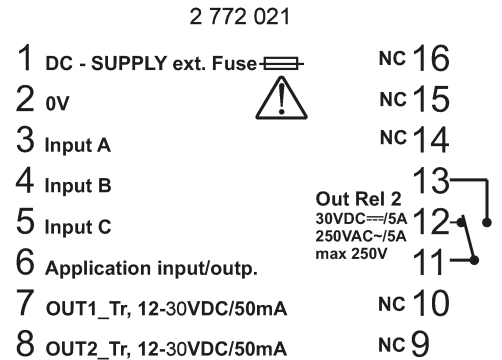 2 772 021
1 DC - SUPPLY ext. Fuse
2 0V
3 Input A
4 Input B
5 Input C
6 Application input/outp.
7 OUT1_Tr, 12-30VDC/50mA
8 OUT2_Tr, 12-30VDC/50mA
NC 16
NC 15
NC 14
13
Out Rel 2
30VDC⎓/5A 12
250VAC~/5A
max 250V 11
NC 10
NC 9